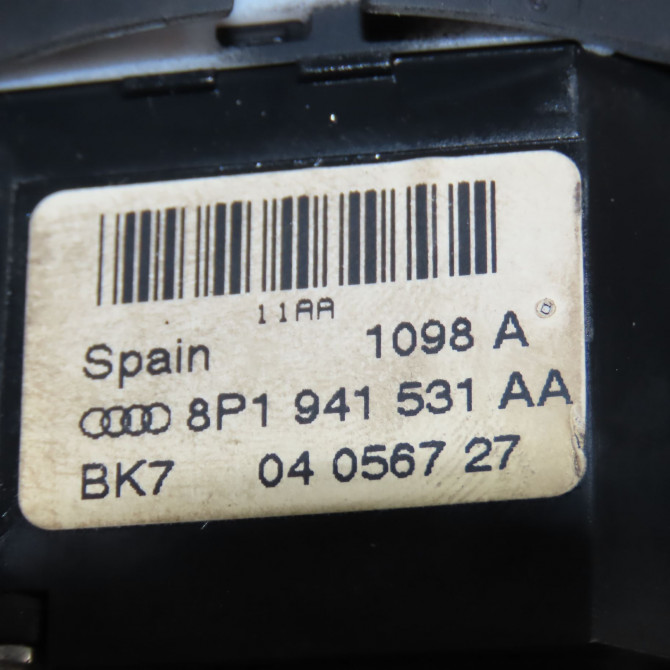 11AA
Spain 1098 A
8P1 941 531 AA
BK7 04 0567 27